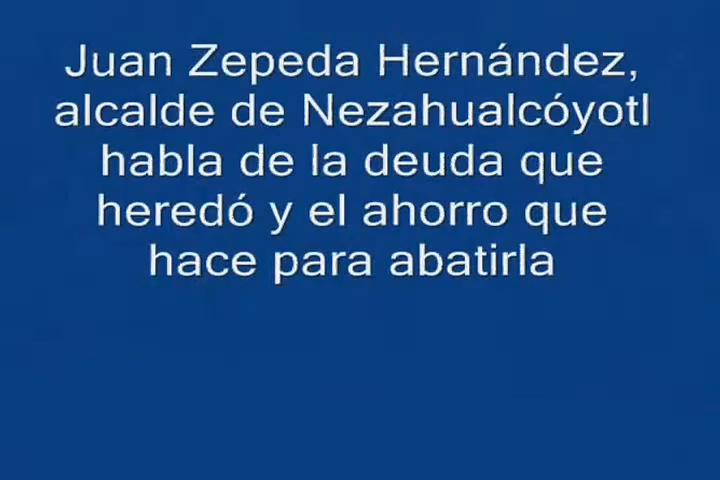 Juan Zepeda Hernández,
alcalde de Nezahualcóyotl
habla de la deuda que
heredó y el ahorro que
hace para abatirla